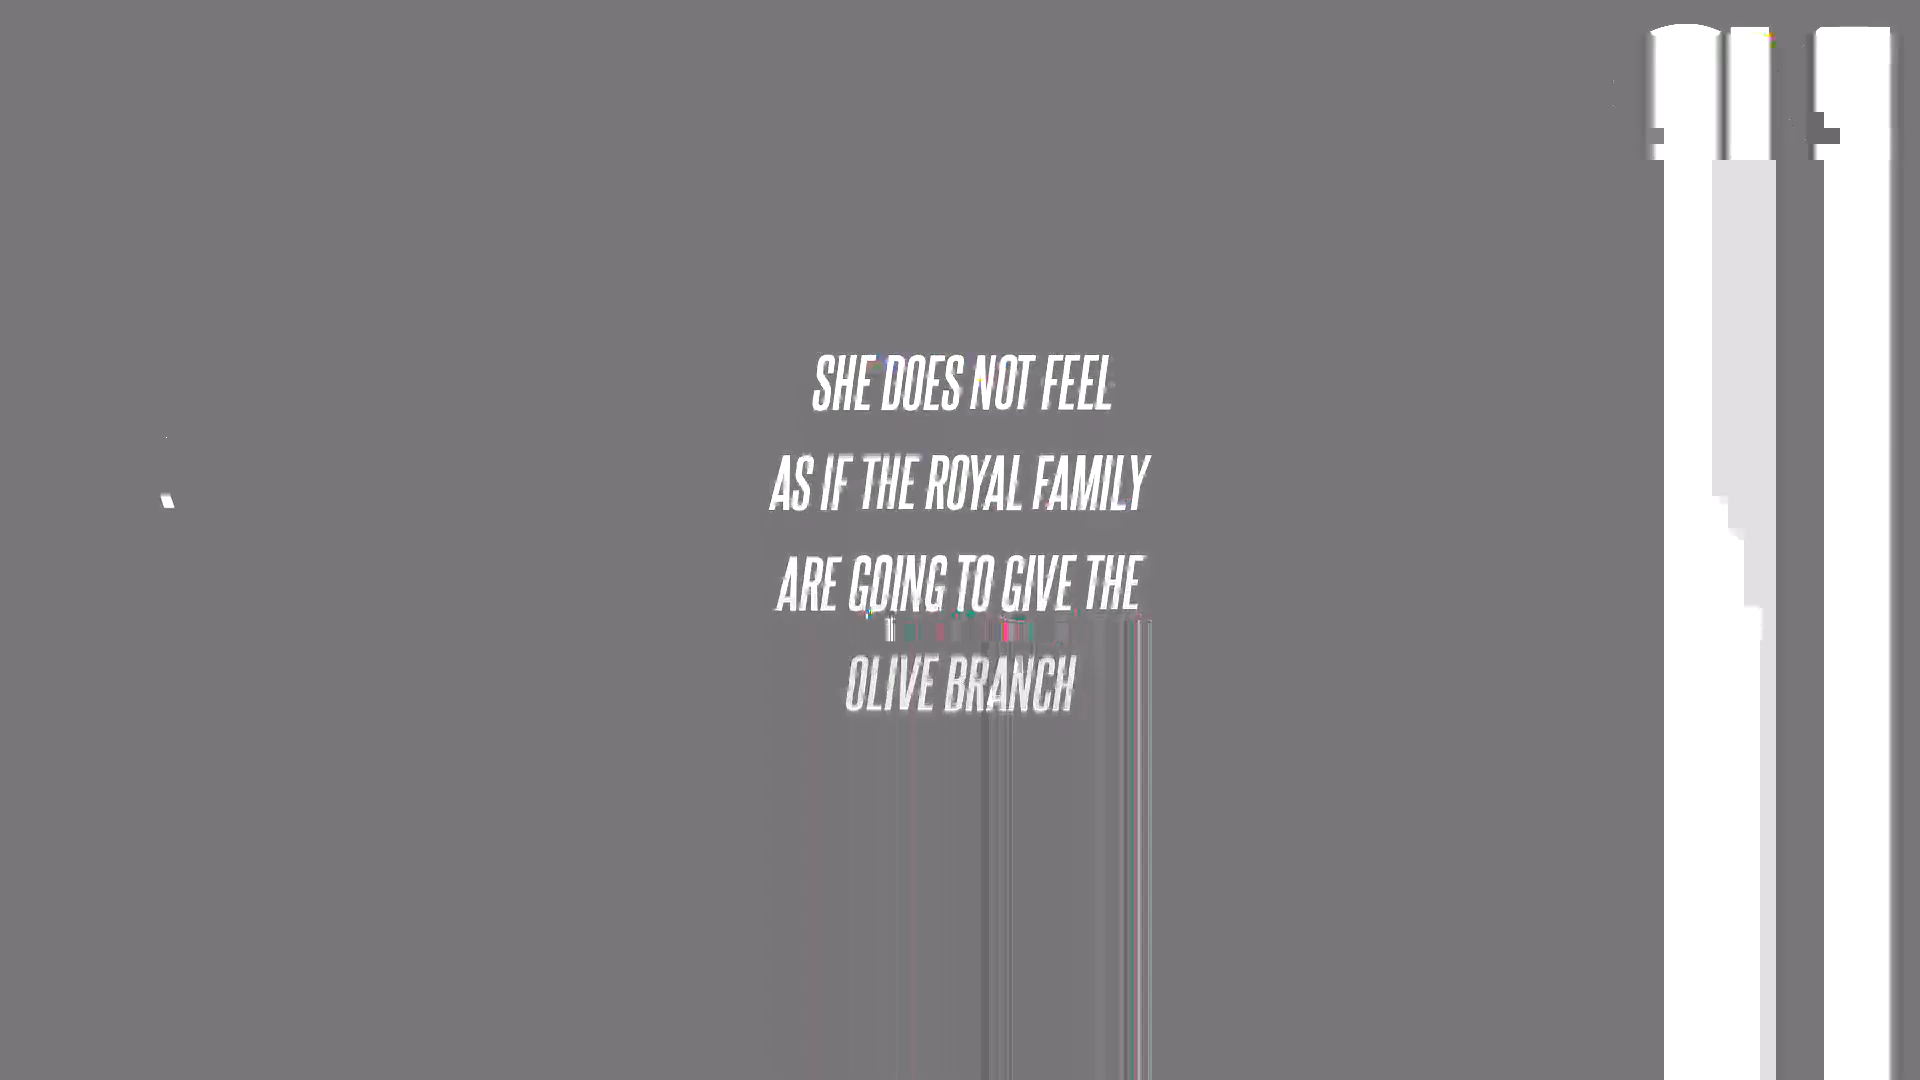 SHE DOES NOT FEEL
AS IF THE ROYAL FAMILY
ARE GOING TO GIVE THE
OLIVE BRANCH